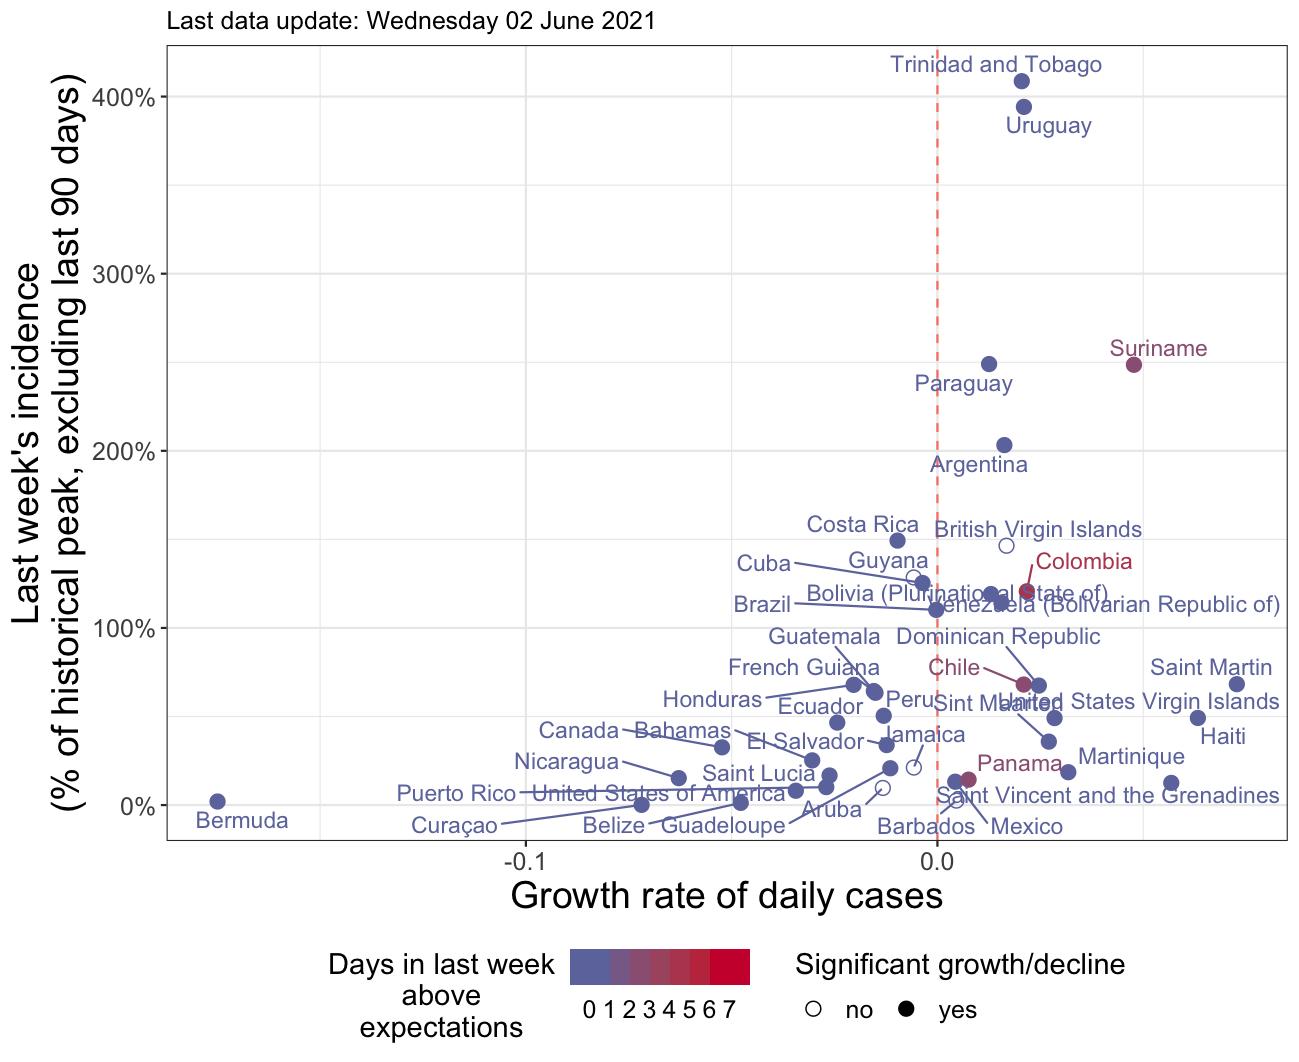 Last data update: Wednesday 02 June 2021
Last week's incidence
(% of historical peak, excluding last 90 days)
400%
300%
200%
100%
0%
Trinidad and Tobago
Uruguay
Suriname
Paraguay
Argentina
Costa Rica
British Virgin Islands
Cuba
Guyana
Colombia
Bolivia (Plurinational State of)
Brazil
Venezuela (Bolivarian Republic of)
Guatemala
Dominican Republic
French Guiana
Chile
Saint Martin
Honduras
Ecuador
Peru
Sint Maarten
United States Virgin Islands
Canada
Bahamas
El Salvador
Jamaica
Haiti
Nicaragua
Saint Lucia
Panama
Martinique
Puerto Rico
United States of America
Saint Vincent and the Grenadines
Aruba
Bermuda
Curaçao
Belize
Guadeloupe
Barbados
Mexico
-0.1
0.0
Growth rate of daily cases
Days in last week
above
expectations
0 1 2 3 4 5 6 7
Significant growth/decline
no
yes